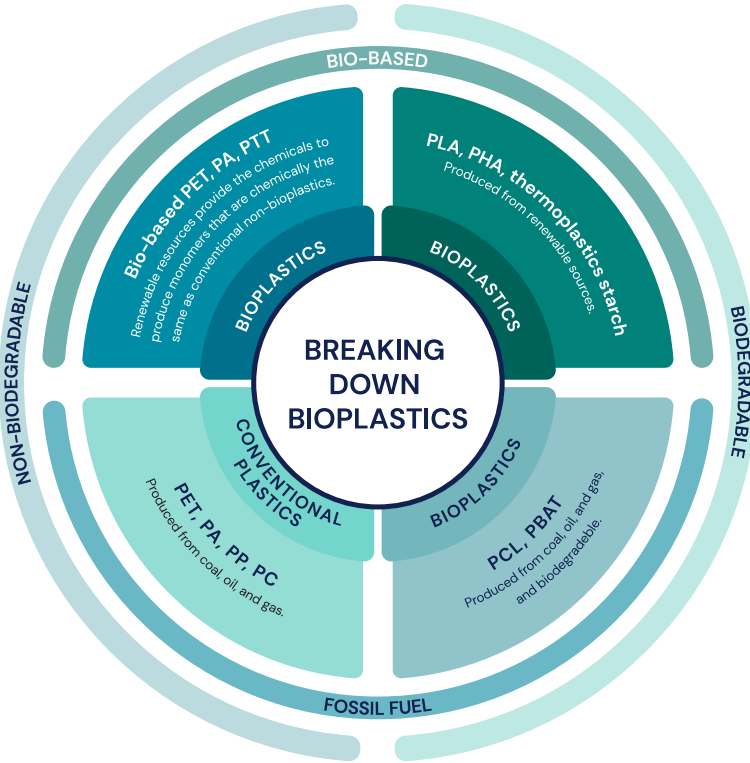 BIO-BASED
NON-BIODEGRADABLE
BIODEGRADABLE
FOSSIL FUEL
BREAKING
DOWN
BIOPLASTICS
Bio-based PET, PA, PTT
Renewable resources provide the chemicals to
produce monomers that are chemically the
same as conventional non-bioplastics.
BIOPLASTICS
PLA, PHA, thermoplastics starch
Produced from renewable sources.
BIOPLASTICS
CONVENTIONAL
PLASTICS
PET, PA, PP, PC
Produced from coal, oil, and gas.
BIOPLASTICS
PCL, PBAT
Produced from coal, oil, and gas,
and biodegradeble.